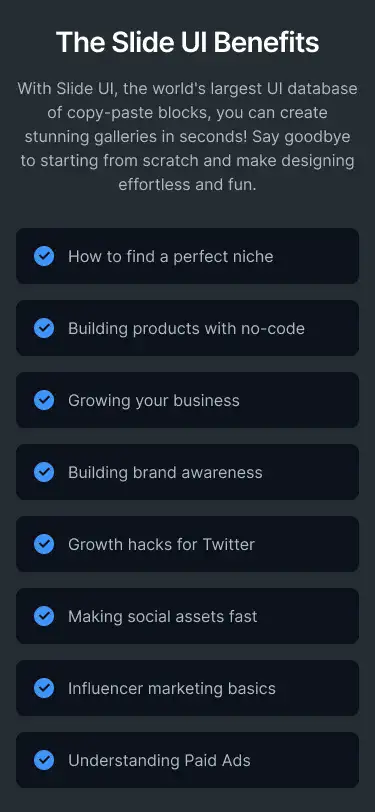 The Slide UI Benefits
With Slide UI, the world's largest UI database
of copy-paste blocks, you can create
stunning galleries in seconds! Say goodbye
to starting from scratch and make designing
effortless and fun.
How to find a perfect niche
Building products with no-code
Growing your business
Building brand awareness
Growth hacks for Twitter
Making social assets fast
Influencer marketing basics
Understanding Paid Ads